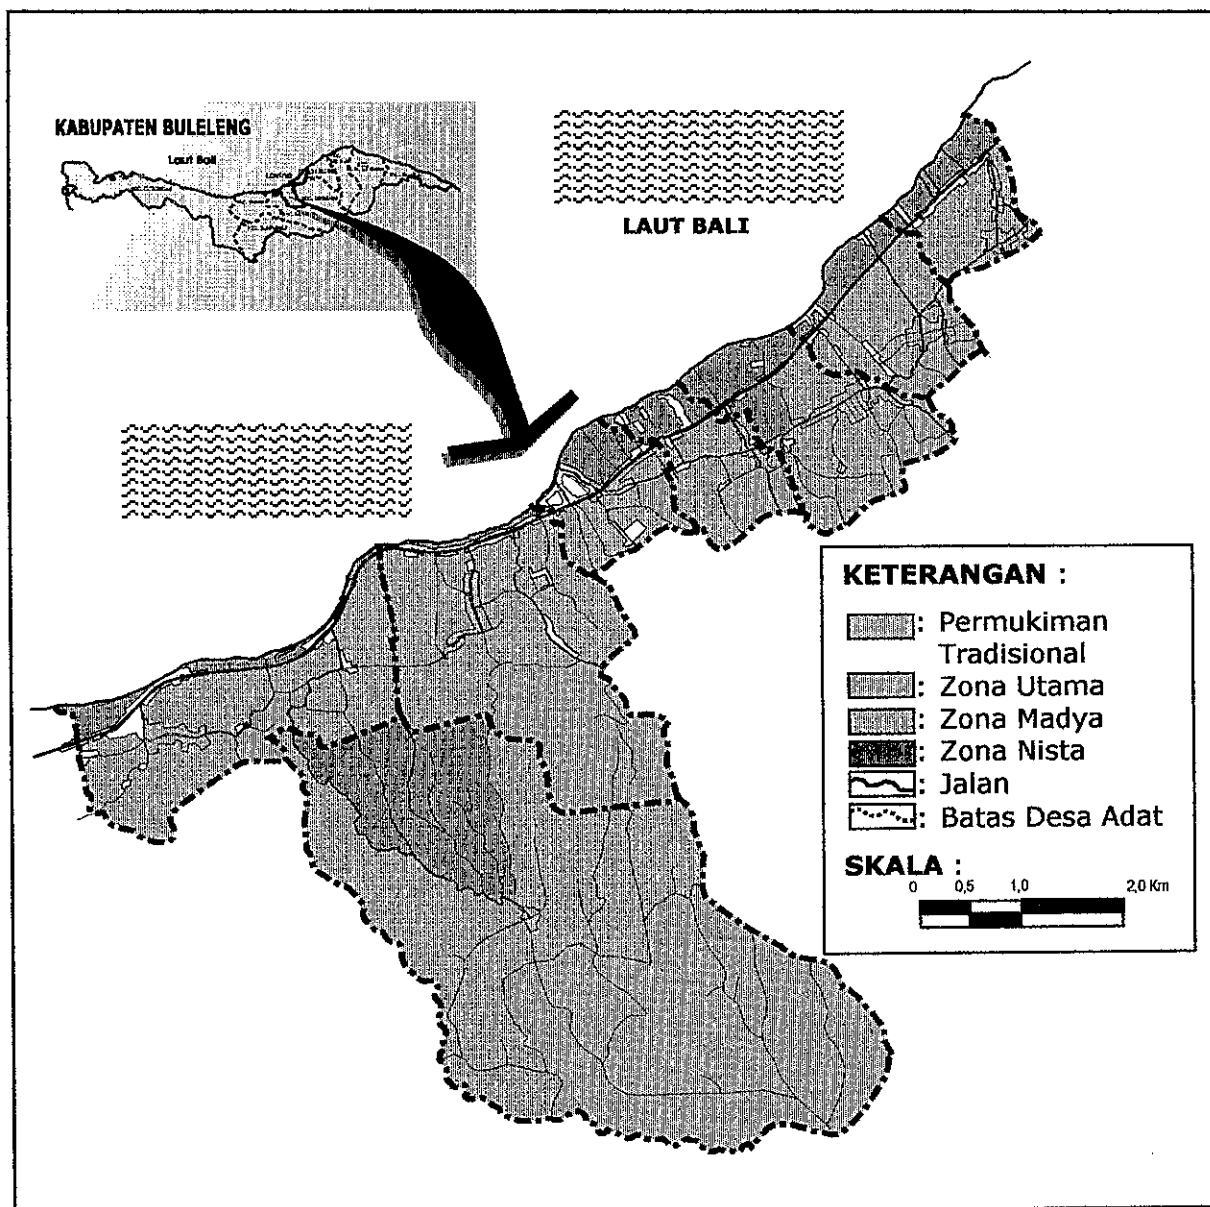 KABUPATEN BULELENG
Laut Bali
LAUT BALI
KETERANGAN :
: Permukiman
Tradisional
: Zona Utama
: Zona Madya
: Zona Nista
: Jalan
: Batas Desa Adat
SKALA :
0 0,5 1,0 2,0 Km